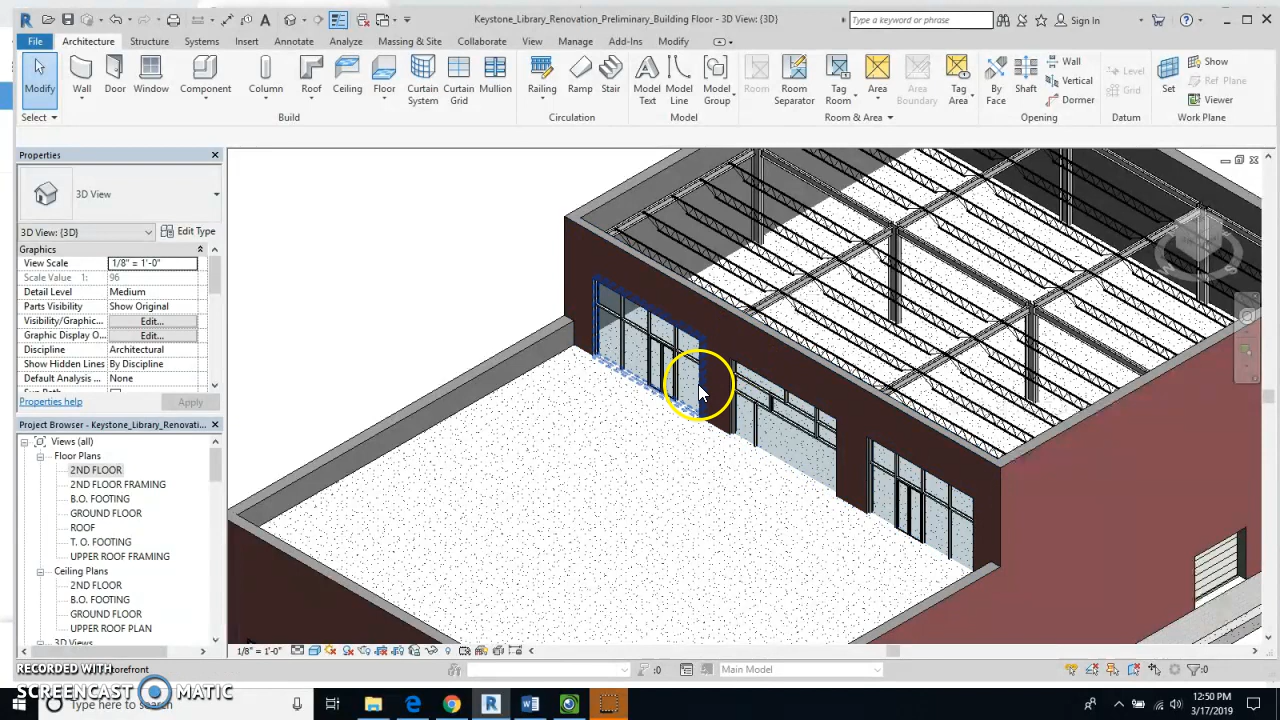 Keystone_Library_Renovation_Preliminary_Building Floor - 3D View: {3D}
Type a keyword or phrase
Sign In
File Architecture Structure Systems Insert Annotate Analyze Massing & Site Collaborate View Manage Add-Ins Modify
Modify Wall Door Window Component Column Roof Ceiling Floor Curtain System Curtain Grid Mullion Railing Ramp Stair Model Text Model Line Model Group Room Room Separator Tag Room Area Area Boundary Tag Area By Face Shaft Wall Vertical Dormer Level Grid Set Show Ref Plane Viewer
Select Build Circulation Model Room & Area Opening Datum Work Plane
Properties
3D View
3D View: {3D} Edit Type
Graphics
View Scale 1/8" = 1'-0"
Scale Value 1: 96
Detail Level Medium
Parts Visibility Show Original
Visibility/Graphic... Edit...
Graphic Display O... Edit...
Discipline Architectural
Show Hidden Lines By Discipline
Default Analysis ... None
Properties help Apply
Project Browser - Keystone_Library_Renovati...
Views (all)
Floor Plans
2ND FLOOR
2ND FLOOR FRAMING
B.O. FOOTING
GROUND FLOOR
ROOF
T. O. FOOTING
UPPER ROOF FRAMING
Ceiling Plans
2ND FLOOR
B.O. FOOTING
GROUND FLOOR
UPPER ROOF PLAN
3D Views
1/8" = 1'-0"
RECORDED WITH
SCREENCAST MATIC
orefront
:0 Main Model :0
Type here to search
12:50 PM
3/17/2019